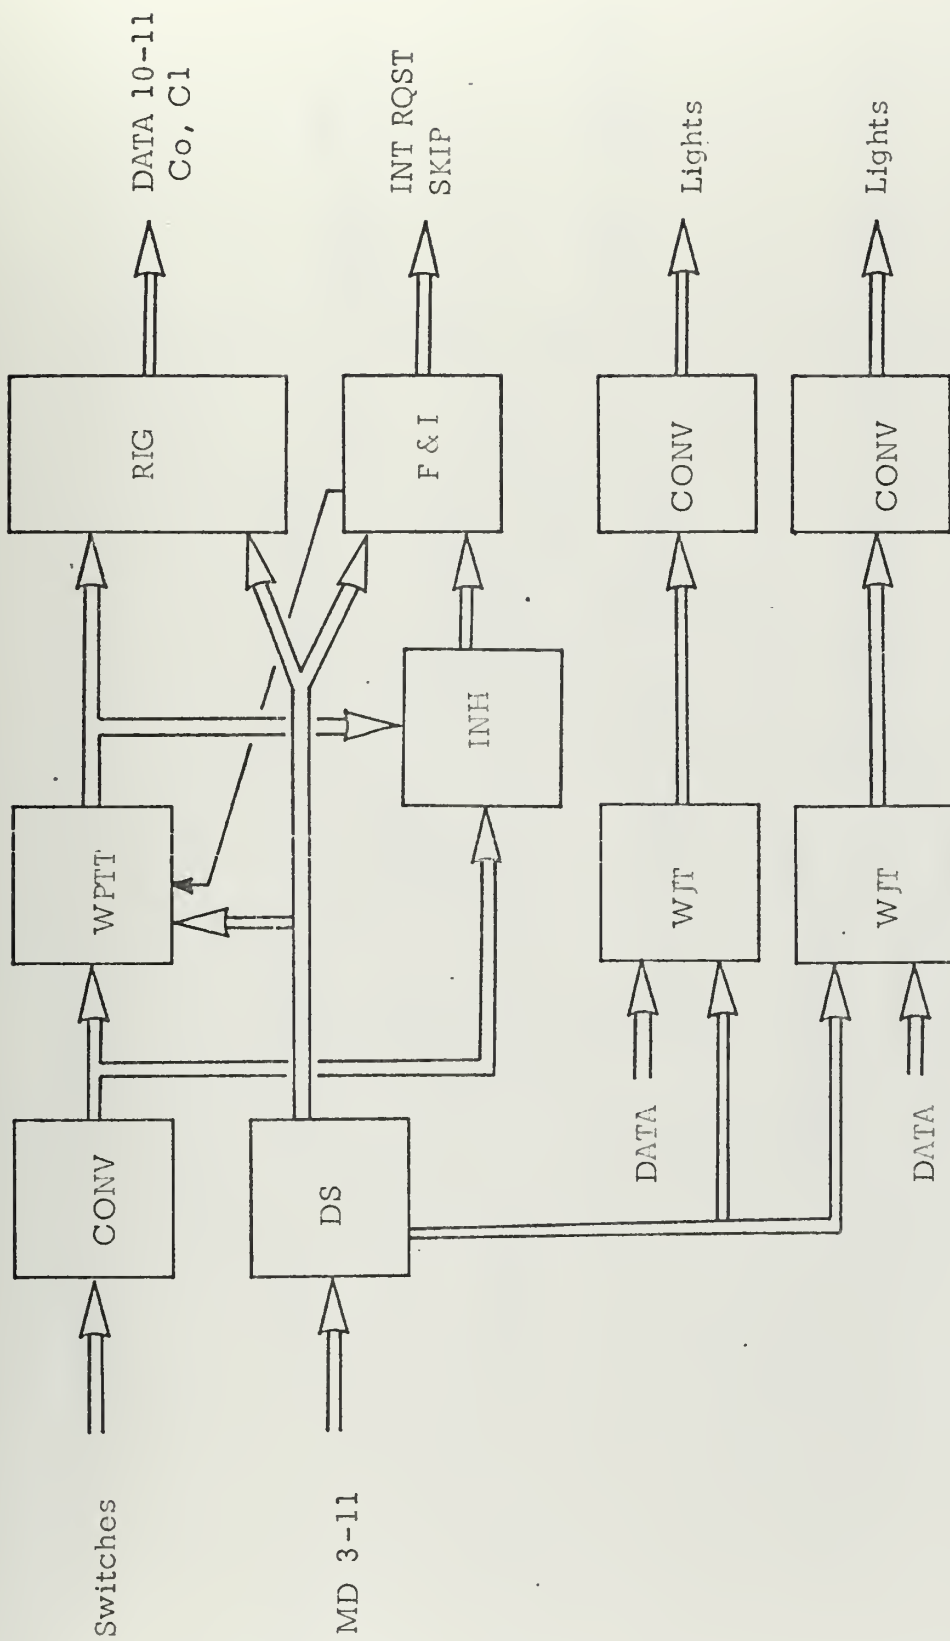 Switches
CONV
WPTT
RIG
DATA 10-11
Co, C1
MD 3-11
DS
INH
F & I
INT RQST
SKIP
DATA
WJT
CONV
Lights
DATA
WJT
CONV
Lights